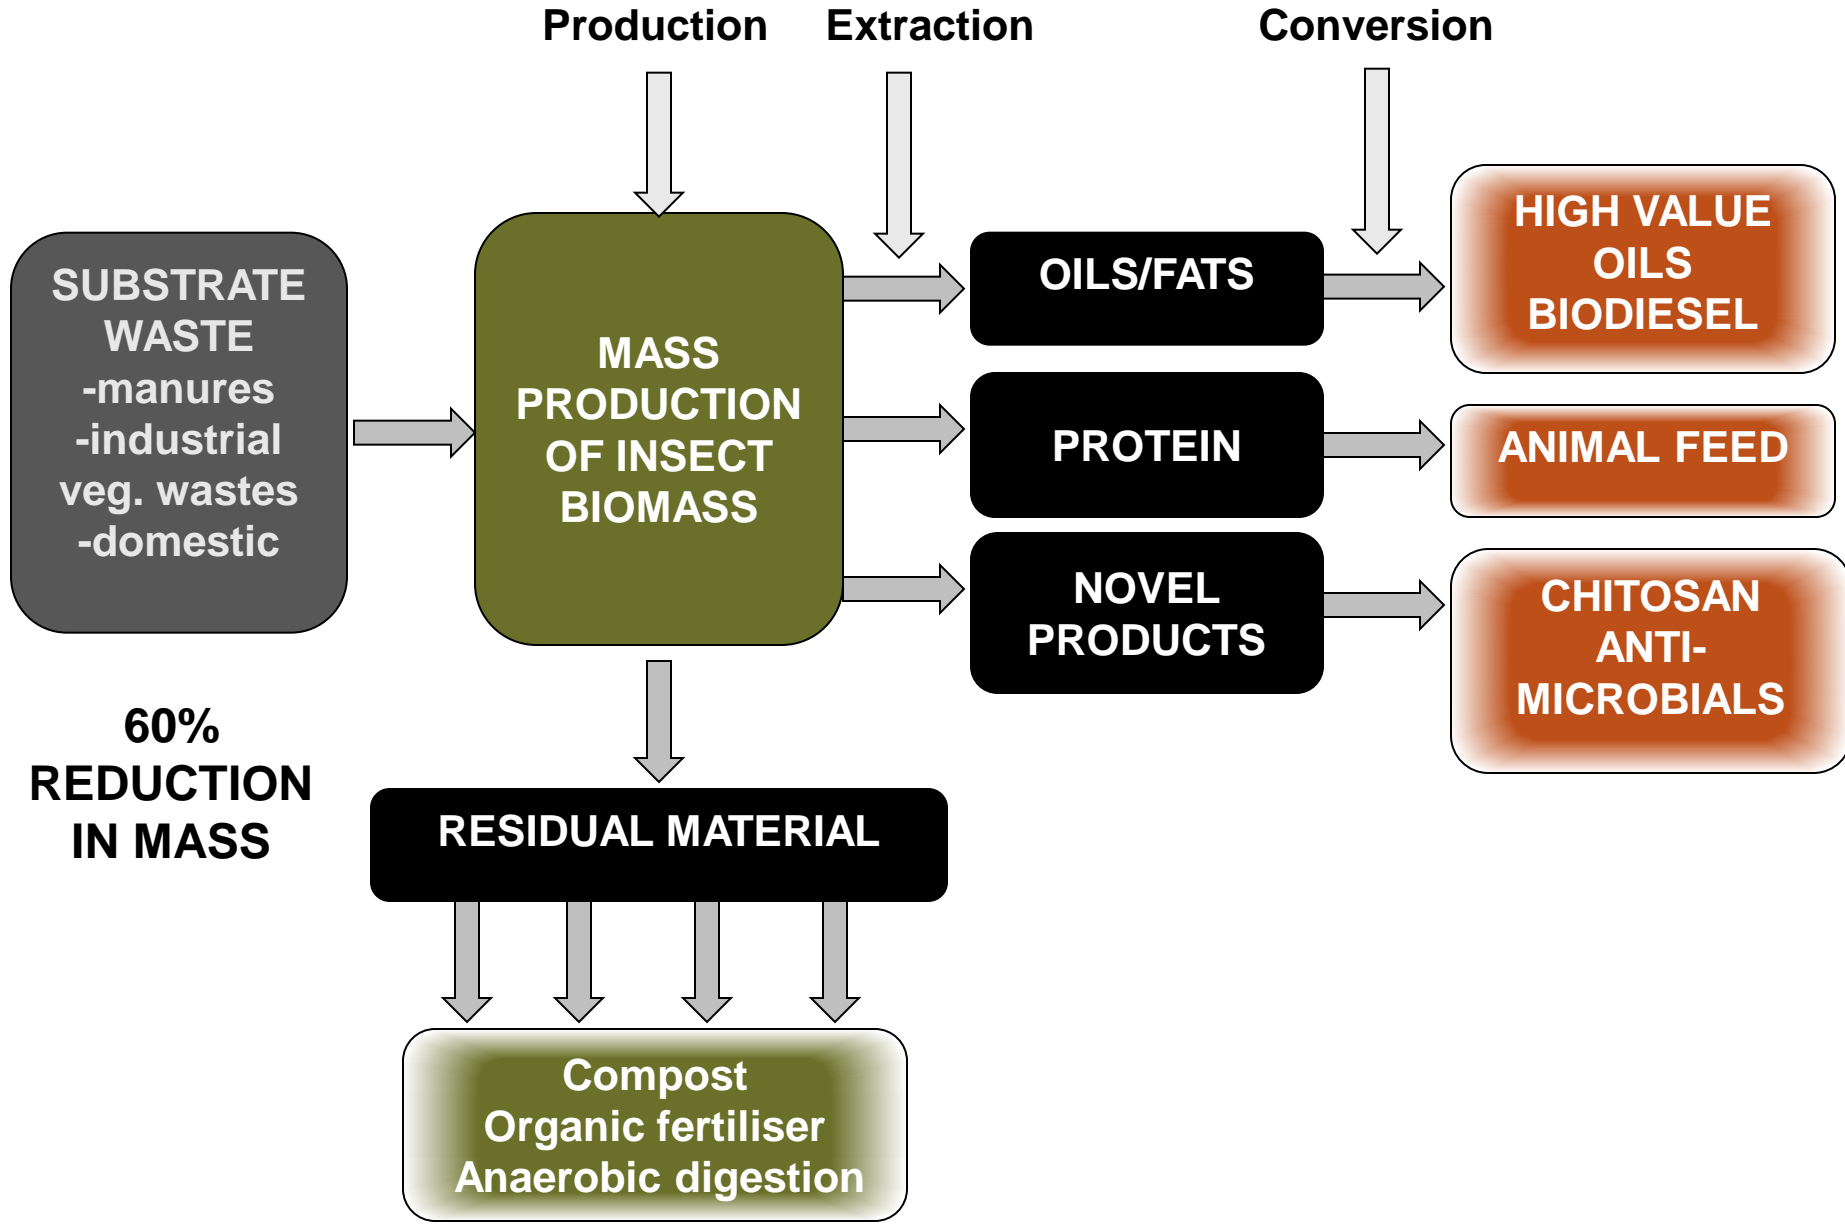 Production
Extraction
Conversion
SUBSTRATE
WASTE
-manures
-industrial
veg. wastes
-domestic
60%
REDUCTION
IN MASS
MASS
PRODUCTION
OF INSECT
BIOMASS
OILS/FATS
PROTEIN
NOVEL
PRODUCTS
HIGH VALUE
OILS
BIODIESEL
ANIMAL FEED
CHITOSAN
ANTI-
MICROBIALS
RESIDUAL MATERIAL
Compost
Organic fertiliser
Anaerobic digestion